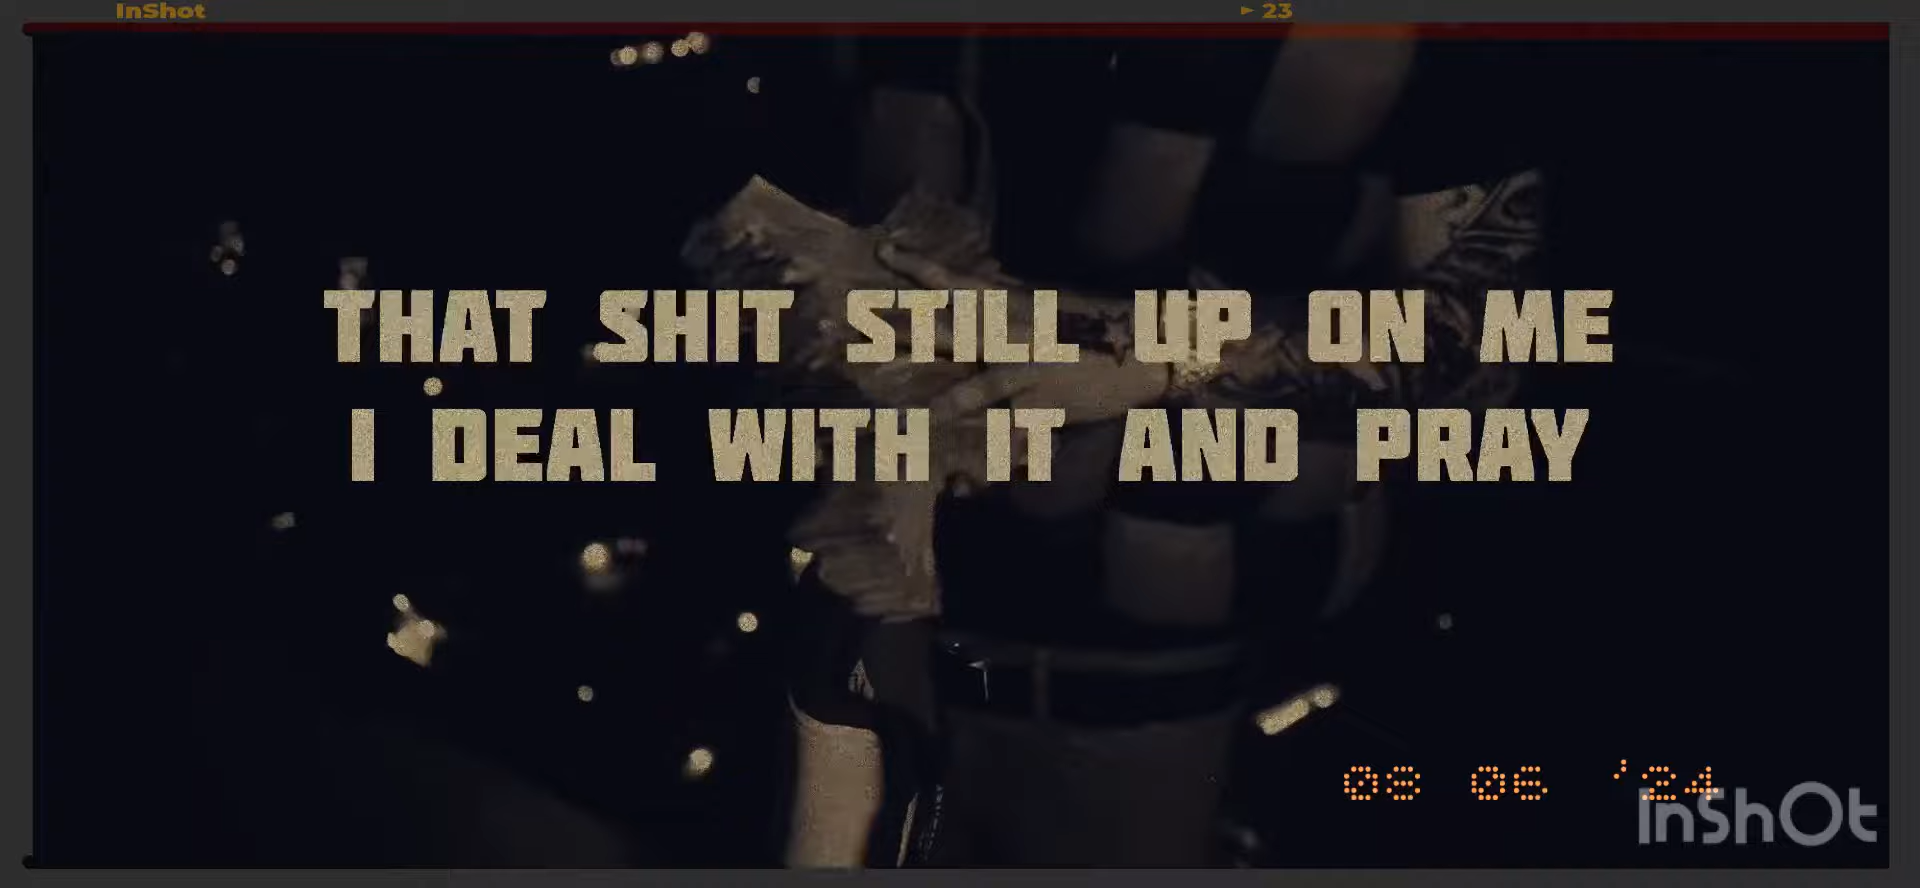 InShot
► 23
THAT SHIT STILL UP ON ME
I DEAL WITH IT AND PRAY
08 06 '24
InShOt